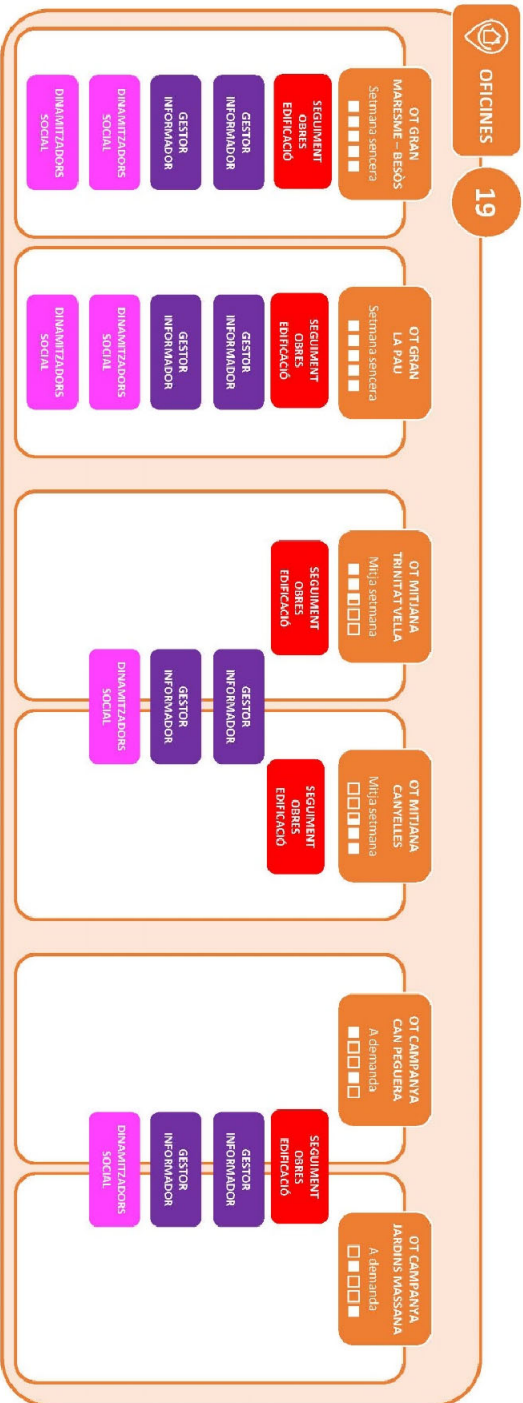 OFICINES
19
OT GRAN
MARESME – BESÒS
Setmana sencera
SEGUIMENT
OBRES
EDIFICACIÓ
GESTOR
INFORMADOR
GESTOR
INFORMADOR
DINAMITZADORS
SOCIAL
DINAMITZADORS
SOCIAL
OT GRAN
LA PAU
Setmana sencera
SEGUIMENT
OBRES
EDIFICACIÓ
GESTOR
INFORMADOR
GESTOR
INFORMADOR
DINAMITZADORS
SOCIAL
DINAMITZADORS
SOCIAL
OT MITJANA
TRINITAT VELLA
Mitja setmana
SEGUIMENT
OBRES
EDIFICACIÓ
OT MITJANA
CANYELLES
Mitja setmana
SEGUIMENT
OBRES
EDIFICACIÓ
GESTOR
INFORMADOR
GESTOR
INFORMADOR
DINAMITZADORS
SOCIAL
OT CAMPANYA
CAN PEGUERA
A demanda
OT CAMPANYA
JARDINS MASSANA
A demanda
SEGUIMENT
OBRES
EDIFICACIÓ
GESTOR
INFORMADOR
GESTOR
INFORMADOR
DINAMITZADORS
SOCIAL